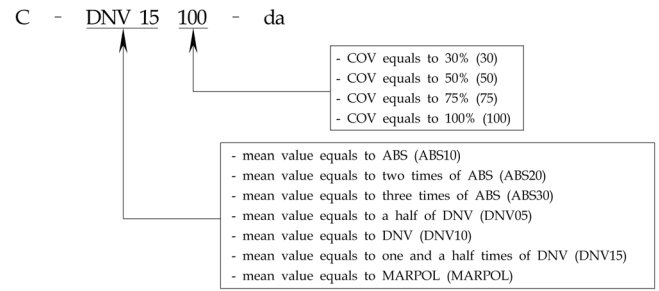 C - DNV 15 100 - da
- COV equals to 30% (30)
- COV equals to 50% (50)
- COV equals to 75% (75)
- COV equals to 100% (100)
- mean value equals to ABS (ABS10)
- mean value equals to two times of ABS (ABS20)
- mean value equals to three times of ABS (ABS30)
- mean value equals to a half of DNV (DNV05)
- mean value equals to DNV (DNV10)
- mean value equals to one and a half times of DNV (DNV15)
- mean value equals to MARPOL (MARPOL)